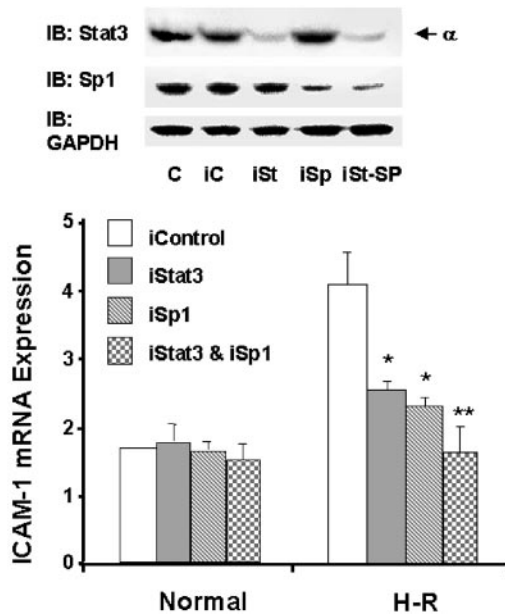 IB: Stat3
← α
IB: Sp1
IB:
GAPDH
C iC iSt iSp iSt-SP
ICAM-1 mRNA Expression
5
4
3
2
1
0
iControl
iStat3
iSp1
iStat3 & iSp1
* * **
Normal H-R